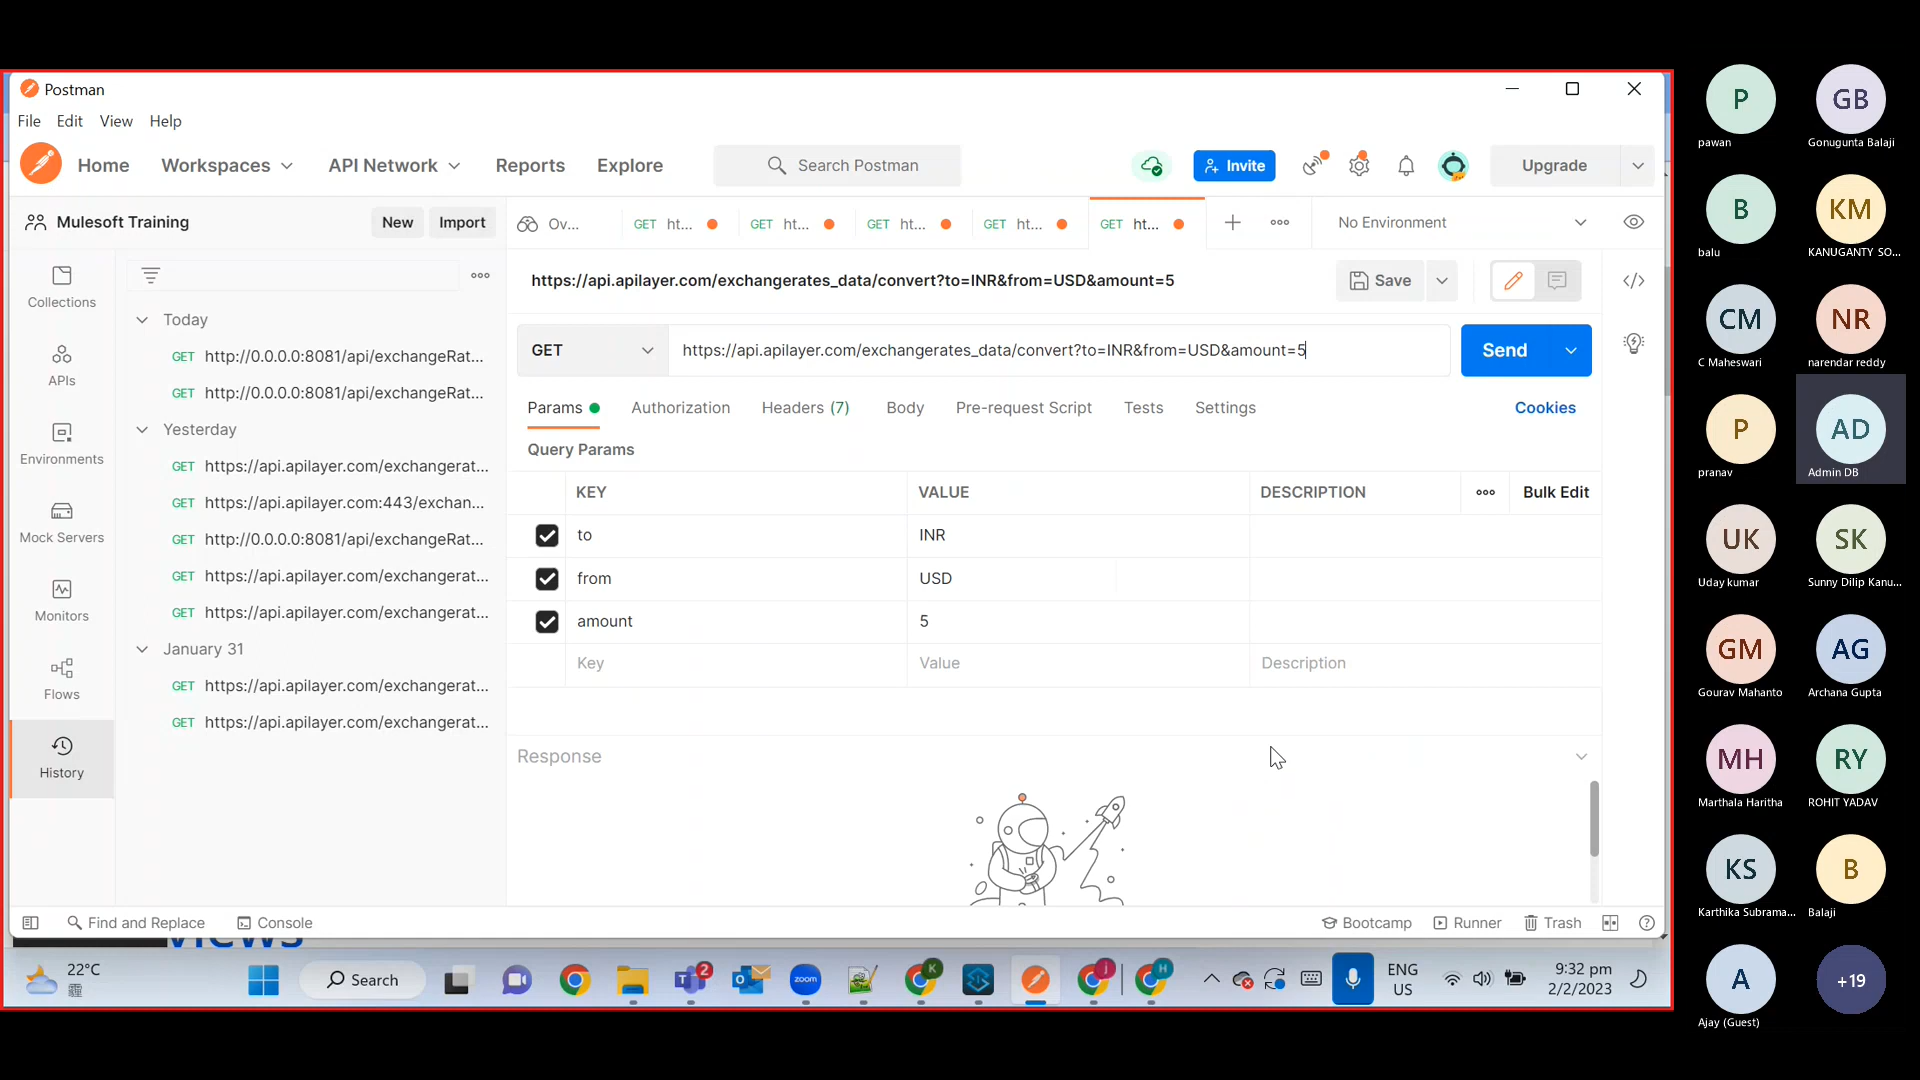 Postman
File Edit View Help
Home Workspaces API Network Reports Explore Search Postman Invite Upgrade
Mulesoft Training New Import Ov... GET ht... GET ht... GET ht... GET ht... GET ht... No Environment
https://api.apilayer.com/exchangerates_data/convert?to=INR&from=USD&amount=5 Save
GET https://api.apilayer.com/exchangerates_data/convert?to=INR&from=USD&amount=5 Send
Params Authorization Headers (7) Body Pre-request Script Tests Settings Cookies
Query Params
KEY VALUE DESCRIPTION Bulk Edit
to INR
from USD
amount 5
Key Value Description
Response
Collections
APIs
Environments
Mock Servers
Monitors
Flows
History
Today
GET http://0.0.0.0:8081/api/exchangeRat...
GET http://0.0.0.0:8081/api/exchangeRat...
Yesterday
GET https://api.apilayer.com/exchangerat...
GET https://api.apilayer.com:443/exchan...
GET http://0.0.0.0:8081/api/exchangeRat...
GET https://api.apilayer.com/exchangerat...
GET https://api.apilayer.com/exchangerat...
January 31
GET https://api.apilayer.com/exchangerat...
GET https://api.apilayer.com/exchangerat...
Find and Replace Console Bootcamp Runner Trash
22°C
霾
Search
2
zoom
K
J
H
ENG
US
9:32 pm
2/2/2023
P GB
pawan Gonugunta Balaji
B KM
balu KANUGANTY SO...
CM NR
C Maheswari narendar reddy
P AD
pranav Admin DB
UK SK
Uday kumar Sunny Dilip Kanu...
GM AG
Gourav Mahanto Archana Gupta
MH RY
Marthala Haritha ROHIT YADAV
KS B
Karthika Subrama... Balaji
A +19
Ajay (Guest)